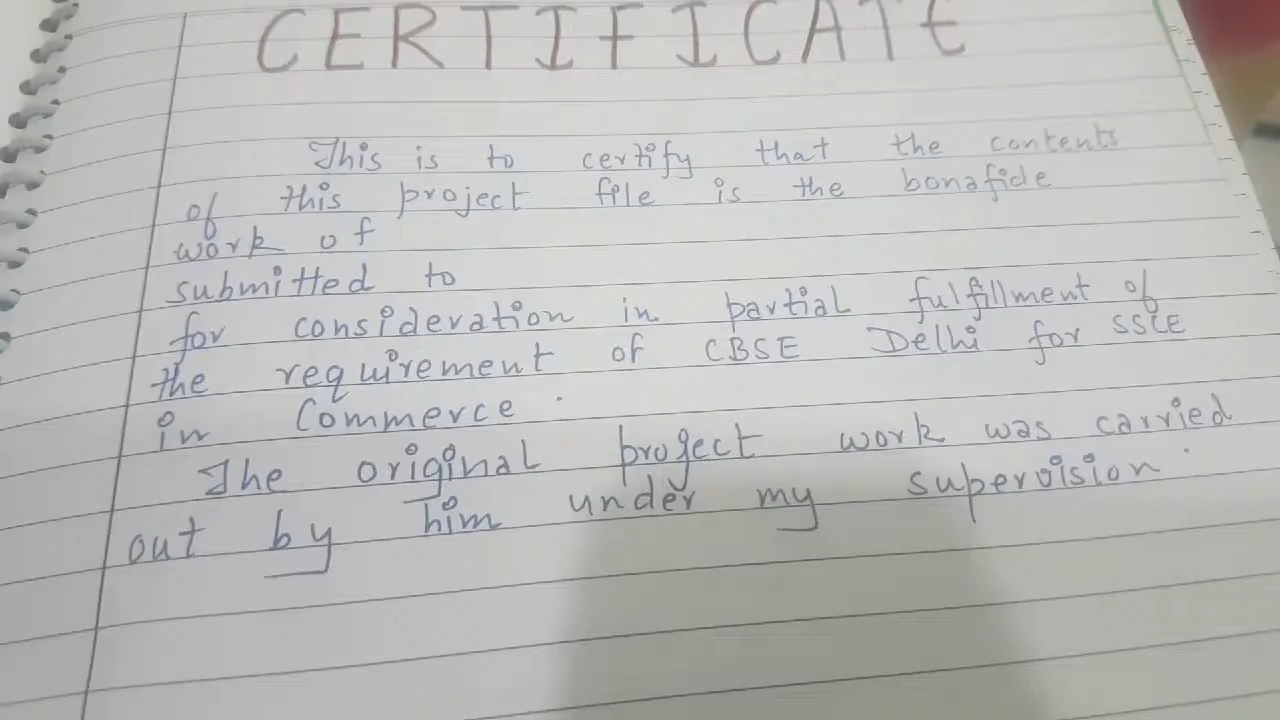 CERTIFICATE
This is to certify that the contents
of this project file is the bonafide
work of
submitted to
for consideration in partial fulfillment of
the requirement of CBSE Delhi for SSCE
in Commerce.
The original project work was carried
out by him under my supervision.